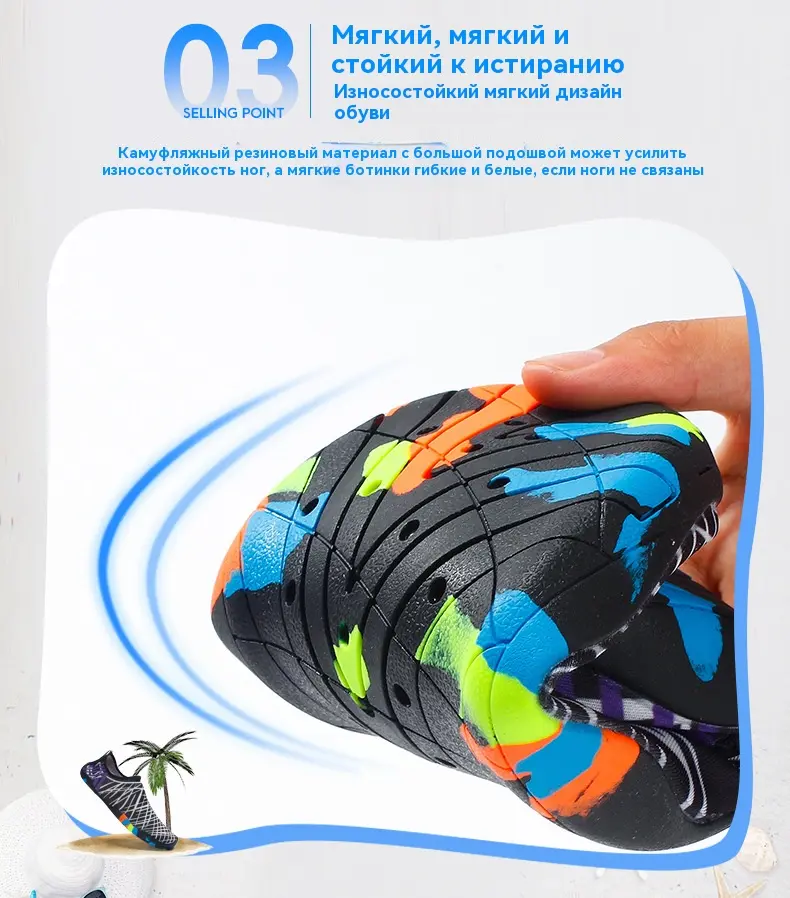 03
SELLING POINT
Мягкий, мягкий и
стойкий к истиранию
Износостойкий мягкий дизайн
обуви
Камуфляжный резиновый материал с большой подошвой может усилить
износостойкость ног, а мягкие ботинки гибкие и белые, если ноги не связаны